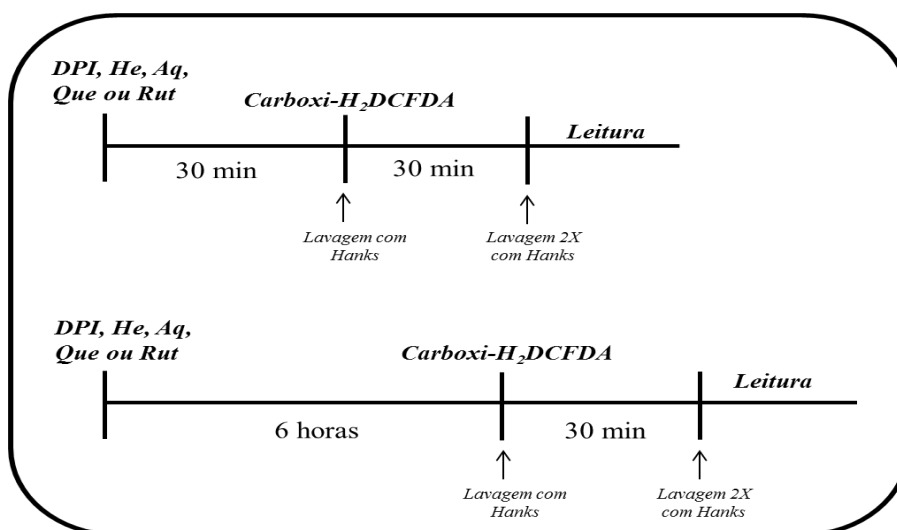 DPI, He, Aq,
Que ou Rut
Carboxi-H₂DCFDA
Leitura
30 min
30 min
Lavagem com
Hanks
Lavagem 2X
com Hanks
DPI, He, Aq,
Que ou Rut
Carboxi-H₂DCFDA
Leitura
6 horas
30 min
Lavagem com
Hanks
Lavagem 2X
com Hanks